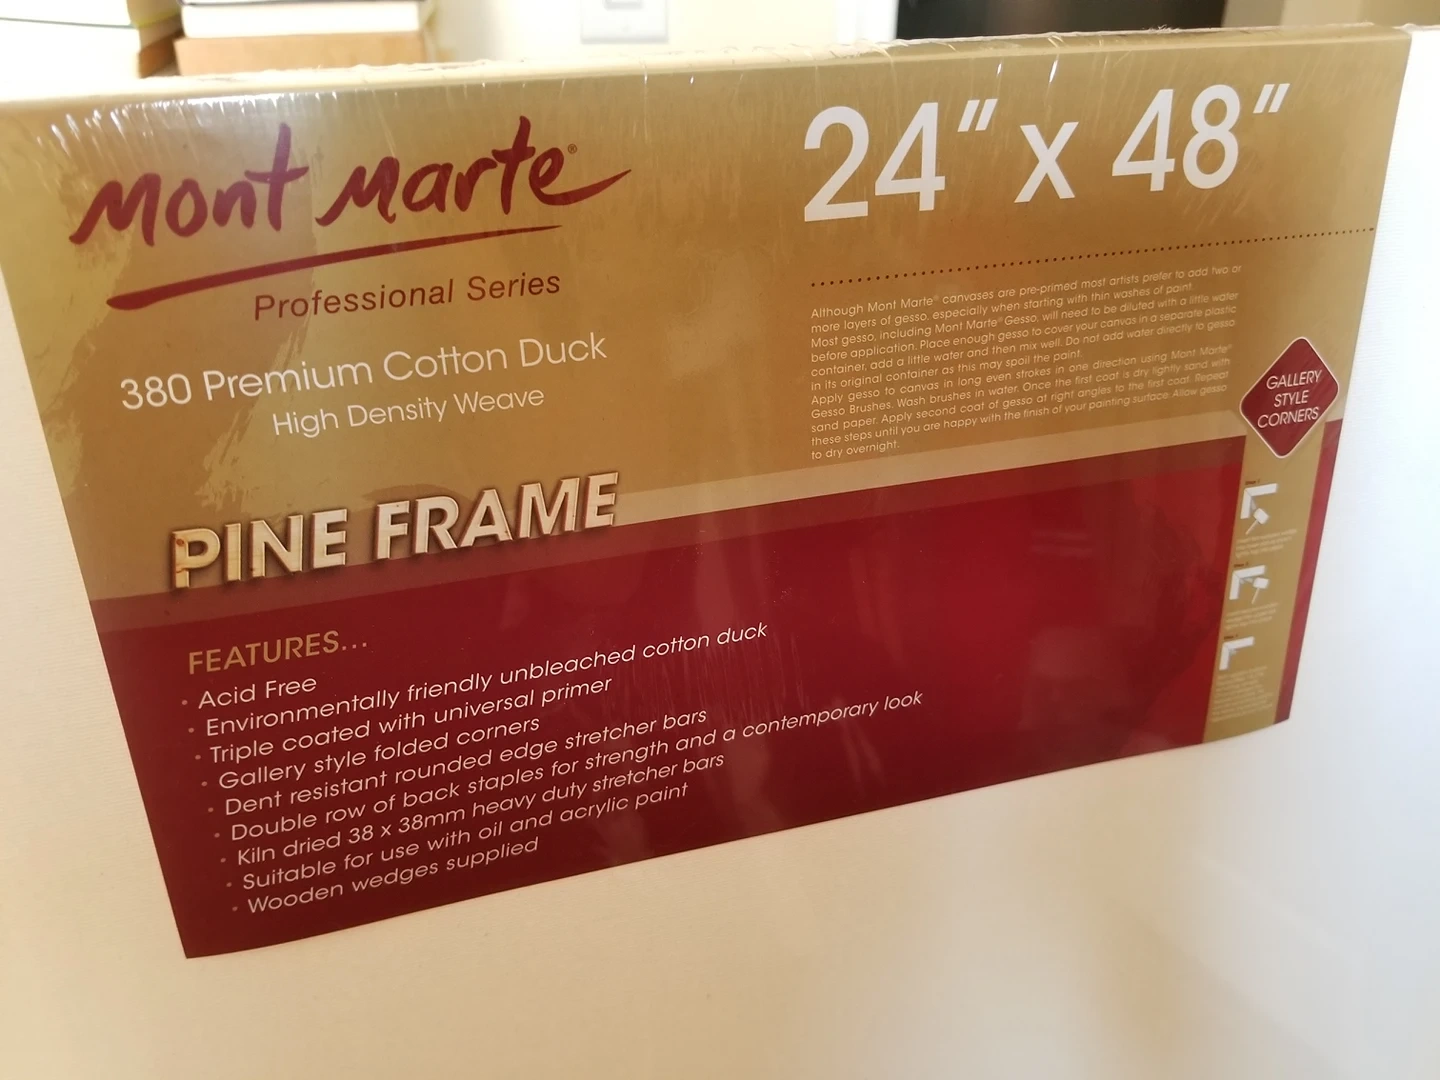 Mont Marte®
Professional Series
380 Premium Cotton Duck
High Density Weave
PINE FRAME
FEATURES...
• Acid Free
• Environmentally friendly unbleached cotton duck
• Triple coated with universal primer
• Gallery style folded corners
• Dent resistant rounded edge stretcher bars
• Double row of back staples for strength and a contemporary look
• Kiln dried 38 x 38mm heavy duty stretcher bars
• Suitable for use with oil and acrylic paint
• Wooden wedges supplied
24" x 48"
Although Mont Marte® canvases are pre-primed most artists prefer to add two or
more layers of gesso, especially when starting with thin washes of paint.
Most gesso, including Mont Marte® Gesso, will need to be diluted with a little water
before application. Place enough gesso to cover your canvas in a separate plastic
container, add a little water and then mix well. Do not add water directly to gesso
in its original container as this may spoil the paint.
Apply gesso to canvas in long even strokes in one direction using Mont Marte®
Gesso Brushes. Wash brushes in water. Once the first coat is dry lightly sand with
sand paper. Apply second coat of gesso at right angles to the first coat. Repeat
these steps until you are happy with the finish of your painting surface. Allow gesso
to dry overnight.
GALLERY
STYLE
CORNERS